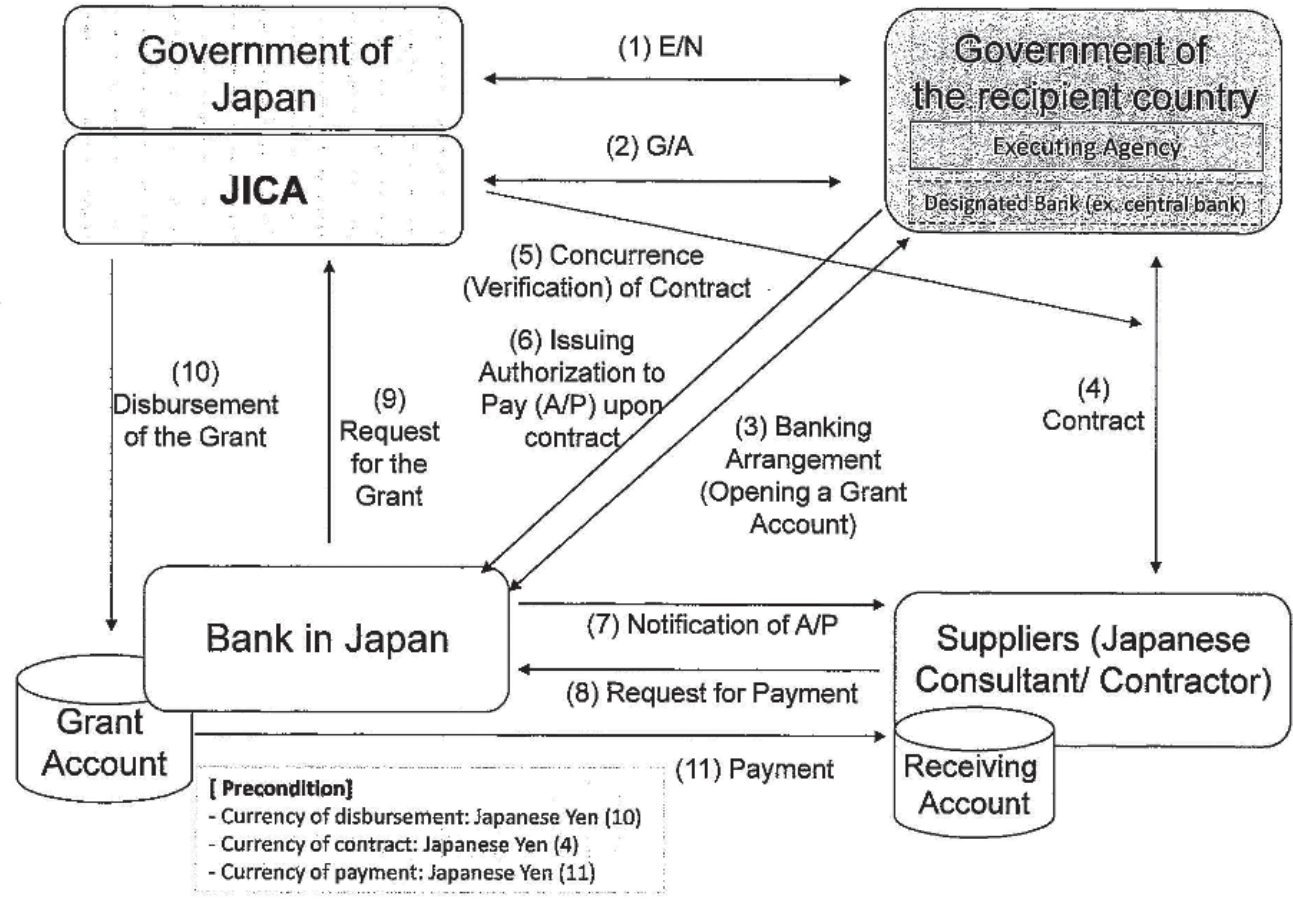 Government of
Japan
JICA
(1) E/N
(2) G/A
Government of
the recipient country
Executing Agency
Designated Bank (ex. central bank)
(5) Concurrence
(Verification) of Contract
(6) Issuing
Authorization to
Pay (A/P) upon
contract
(3) Banking
Arrangement
(Opening a Grant
Account)
(4)
Contract
(10)
Disbursement
of the Grant
(9)
Request
for the
Grant
Bank in Japan
(7) Notification of A/P
(8) Request for Payment
Suppliers (Japanese
Consultant/ Contractor)
Grant
Account
(11) Payment
Receiving
Account
[ Precondition]
- Currency of disbursement: Japanese Yen (10)
- Currency of contract: Japanese Yen (4)
- Currency of payment: Japanese Yen (11)